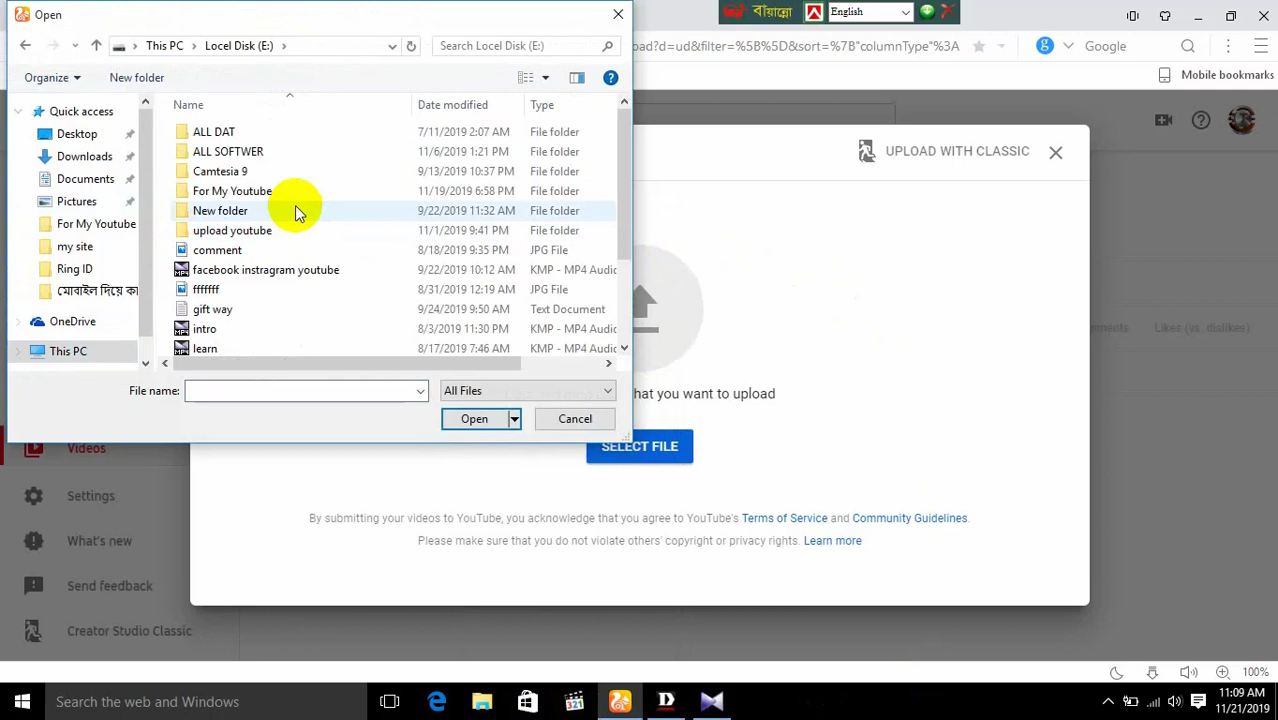 Open
বায়ান্নো
English
This PC
Locel Disk (E:)
Search Locel Disk (E:)
oad?d=ud&filter=%5B%5D&sort=%7B"columnType"%3A
Google
Organize
New folder
Mobile bookmarks
Quick access
Desktop
Downloads
Documents
Pictures
For My Youtube
my site
Ring ID
মোবাইল দিয়ে কা
OneDrive
This PC
Name Date modified Type
ALL DAT 7/11/2019 2:07 AM File folder
ALL SOFTWER 11/6/2019 1:21 PM File folder
Camtesia 9 9/13/2019 10:37 PM File folder
For My Youtube 11/19/2019 6:58 PM File folder
New folder 9/22/2019 11:32 AM File folder
upload youtube 11/1/2019 9:41 PM File folder
comment 8/18/2019 9:35 PM JPG File
facebook instragram youtube 9/22/2019 10:12 AM KMP - MP4 Audic
fffffff 8/31/2019 12:19 AM JPG File
gift way 9/24/2019 9:50 AM Text Document
intro 8/3/2019 11:30 PM KMP - MP4 Audic
learn 8/17/2019 7:46 AM KMP - MP4 Audic
File name:
All Files
Open
Cancel
UPLOAD WITH CLASSIC
ments Likes (vs. dislikes)
hat you want to upload
SELECT FILE
By submitting your videos to YouTube, you acknowledge that you agree to YouTube's Terms of Service and Community Guidelines.
Please make sure that you do not violate others' copyright or privacy rights. Learn more
Videos
Settings
What's new
Send feedback
Creator Studio Classic
100%
Search the web and Windows
321
11:09 AM
11/21/2019